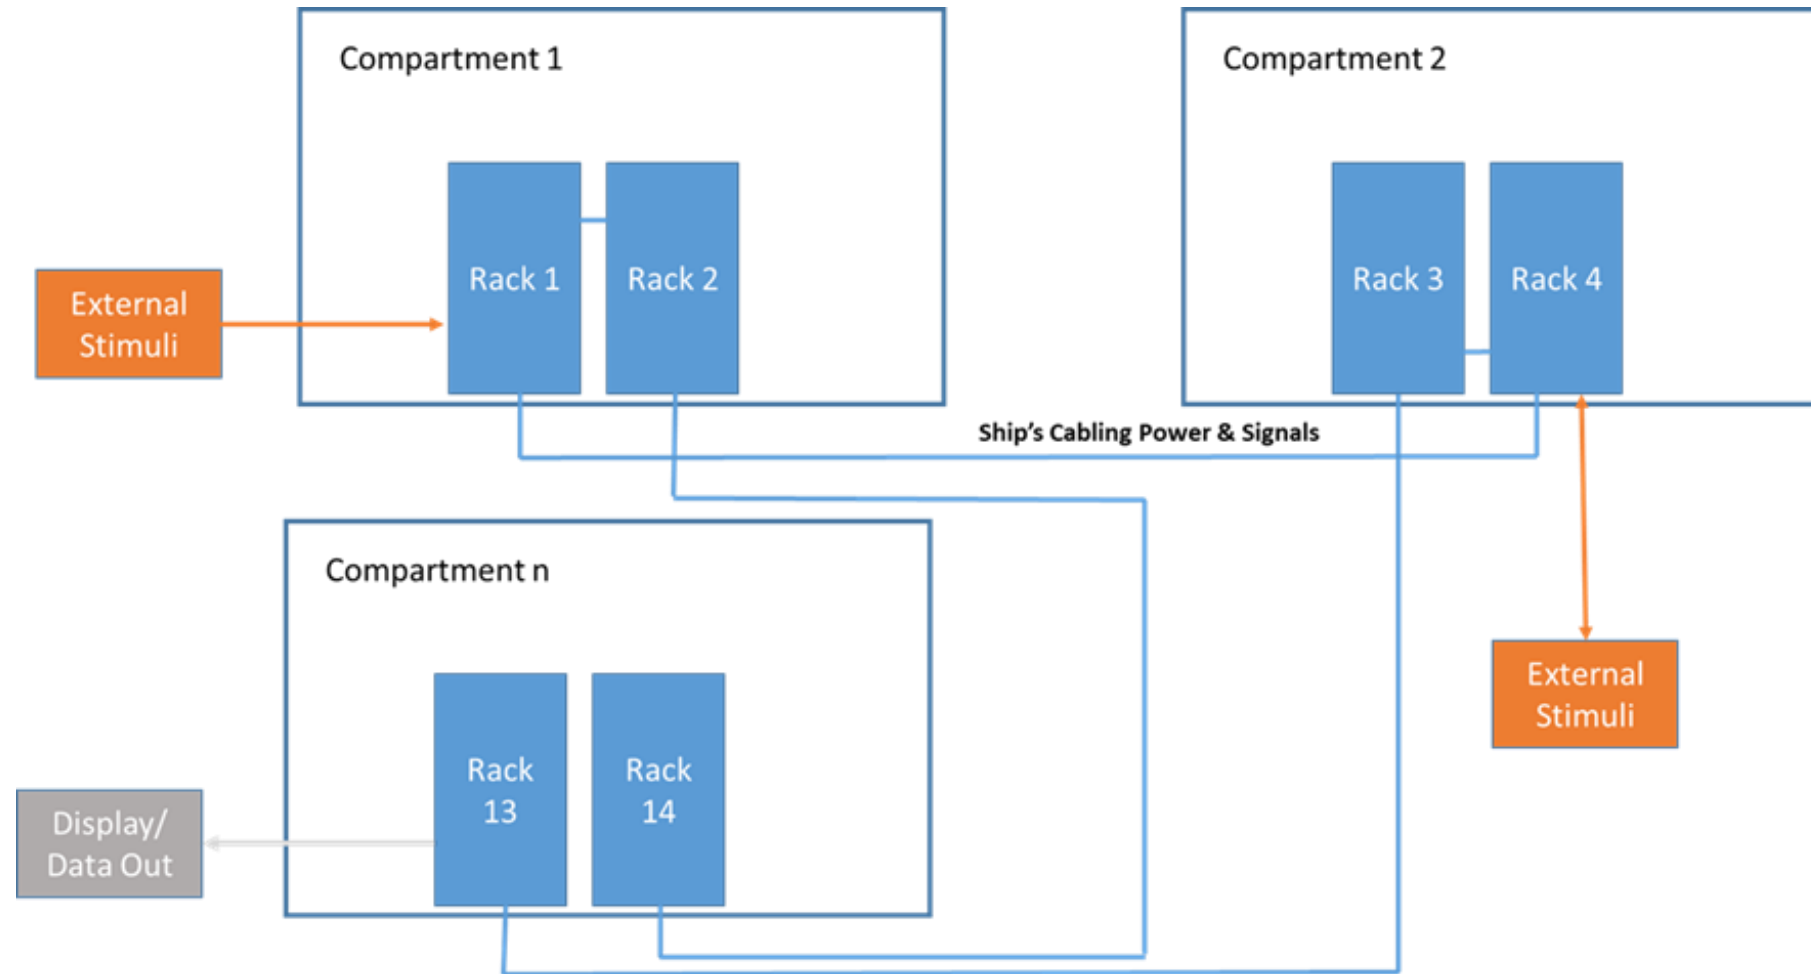 Compartment 1
Compartment 2
Rack 1
Rack 2
Rack 3
Rack 4
External
Stimuli
Ship's Cabling Power & Signals
Compartment n
External
Stimuli
Rack
13
Rack
14
Display/
Data Out